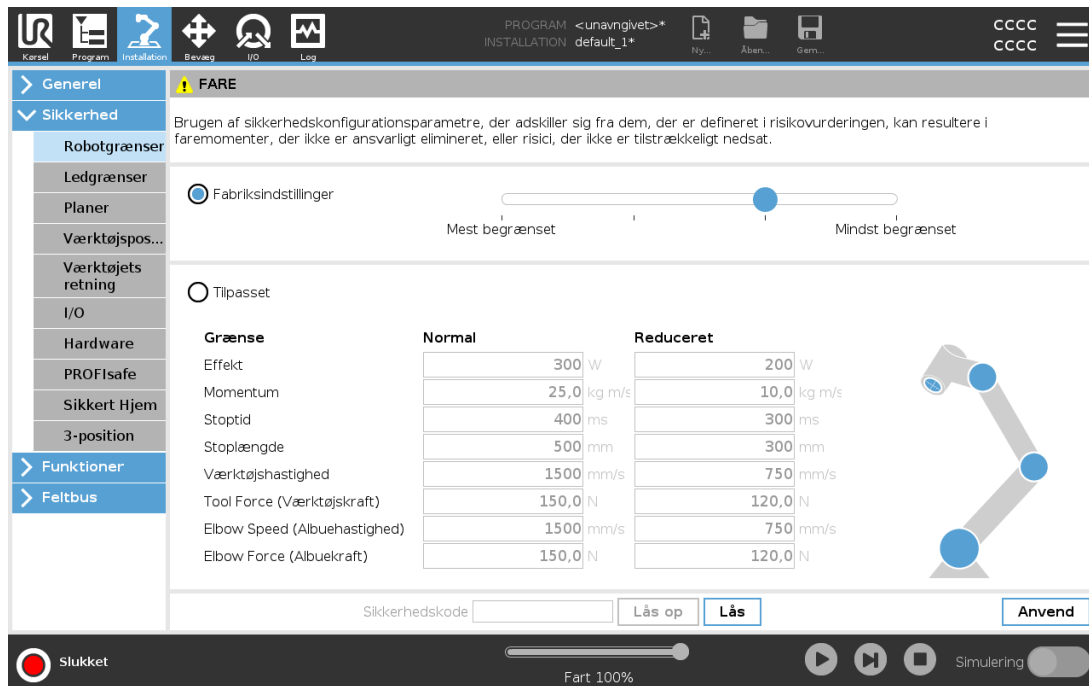 UR
PROGRAM <unavngivet>*
INSTALLATION default_1*
Kørsel
Program
Installation
Bevæg
I/O
Log
Ny...
Åben...
Gem...
CCCC
CCCC
Generel
Sikkerhed
Robotgrænser
Ledgrænser
Planer
Værktøjspos...
Værktøjets
retning
I/O
Hardware
PROFIsafe
Sikkert Hjem
3-position
Funktioner
Feltbus
FARE
Brugen af sikkerhedskonfigurationsparametre, der adskiller sig fra dem, der er defineret i risikovurderingen, kan resultere i
faremomenter, der ikke er ansvarligt elimineret, eller risici, der ikke er tilstrækkeligt nedsat.
Fabriksindstillinger
Mest begrænset
Mindst begrænset
Tilpasset
Grænse Normal Reduceret
Effekt 300 W 200 W
Momentum 25,0 kg m/s 10,0 kg m/s
Stoptid 400 ms 300 ms
Stoplængde 500 mm 300 mm
Værktøjshastighed 1500 mm/s 750 mm/s
Tool Force (Værktøjskraft) 150,0 N 120,0 N
Elbow Speed (Albuehastighed) 1500 mm/s 750 mm/s
Elbow Force (Albuekraft) 150,0 N 120,0 N
Sikkerhedskode Lås op Lås Anvend
Slukket
Fart 100%
Simulering